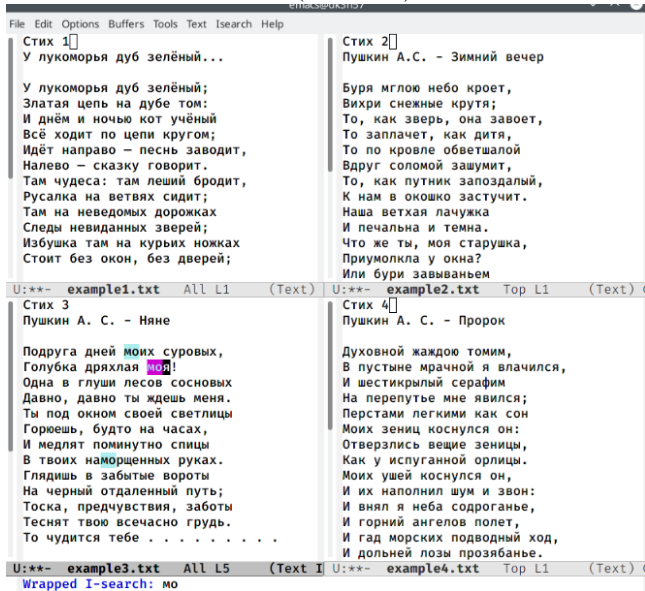 emacs@dk3n57
File Edit Options Buffers Tools Text Isearch Help
Стих 1
У лукоморья дуб зелёный...
У лукоморья дуб зелёный;
Златая цепь на дубе том:
И днём и ночью кот учёный
Всё ходит по цепи кругом;
Идёт направо — песнь заводит,
Налево — сказку говорит.
Там чудеса: там леший бродит,
Русалка на ветвях сидит;
Там на неведомых дорожках
Следы невиданных зверей;
Избушка там на курьих ножках
Стоит без окон, без дверей;
U:**- example1.txt All L1 (Text)
Стих 2
Пушкин А.С. - Зимний вечер
Буря мглою небо кроет,
Вихри снежные крутя;
То, как зверь, она завоет,
То заплачет, как дитя,
То по кровле обветшалой
Вдруг соломой зашумит,
То, как путник запоздалый,
К нам в окошко застучит.
Наша ветхая лачужка
И печальна и темна.
Что же ты, моя старушка,
Приумолкла у окна?
Или бури завываньем
U:**- example2.txt Top L1 (Text)
Стих 3
Пушкин А. С. - Няне
Подруга дней моих суровых,
Голубка дряхлая моя!
Одна в глуши лесов сосновых
Давно, давно ты ждешь меня.
Ты под окном своей светлицы
Горюешь, будто на часах,
И медлят поминутно спицы
В твоих наморщенных руках.
Глядишь в забытые вороты
На черный отдаленный путь;
Тоска, предчувствия, заботы
Теснят твою всечасно грудь.
То чудится тебе . . . . . . . . .
U:**- example3.txt All L5 (Text I
Стих 4
Пушкин А. С. - Пророк
Духовной жаждою томим,
В пустыне мрачной я влачился,
И шестикрылый серафим
На перепутье мне явился;
Перстами легкими как сон
Моих зениц коснулся он:
Отверзлись вещие зеницы,
Как у испуганной орлицы.
Моих ушей коснулся он,
И их наполнил шум и звон:
И внял я неба содроганье,
И горний ангелов полет,
И гад морских подводный ход,
И дольней лозы прозябанье.
U:**- example4.txt Top L1 (Text)
Wrapped I-search: мо